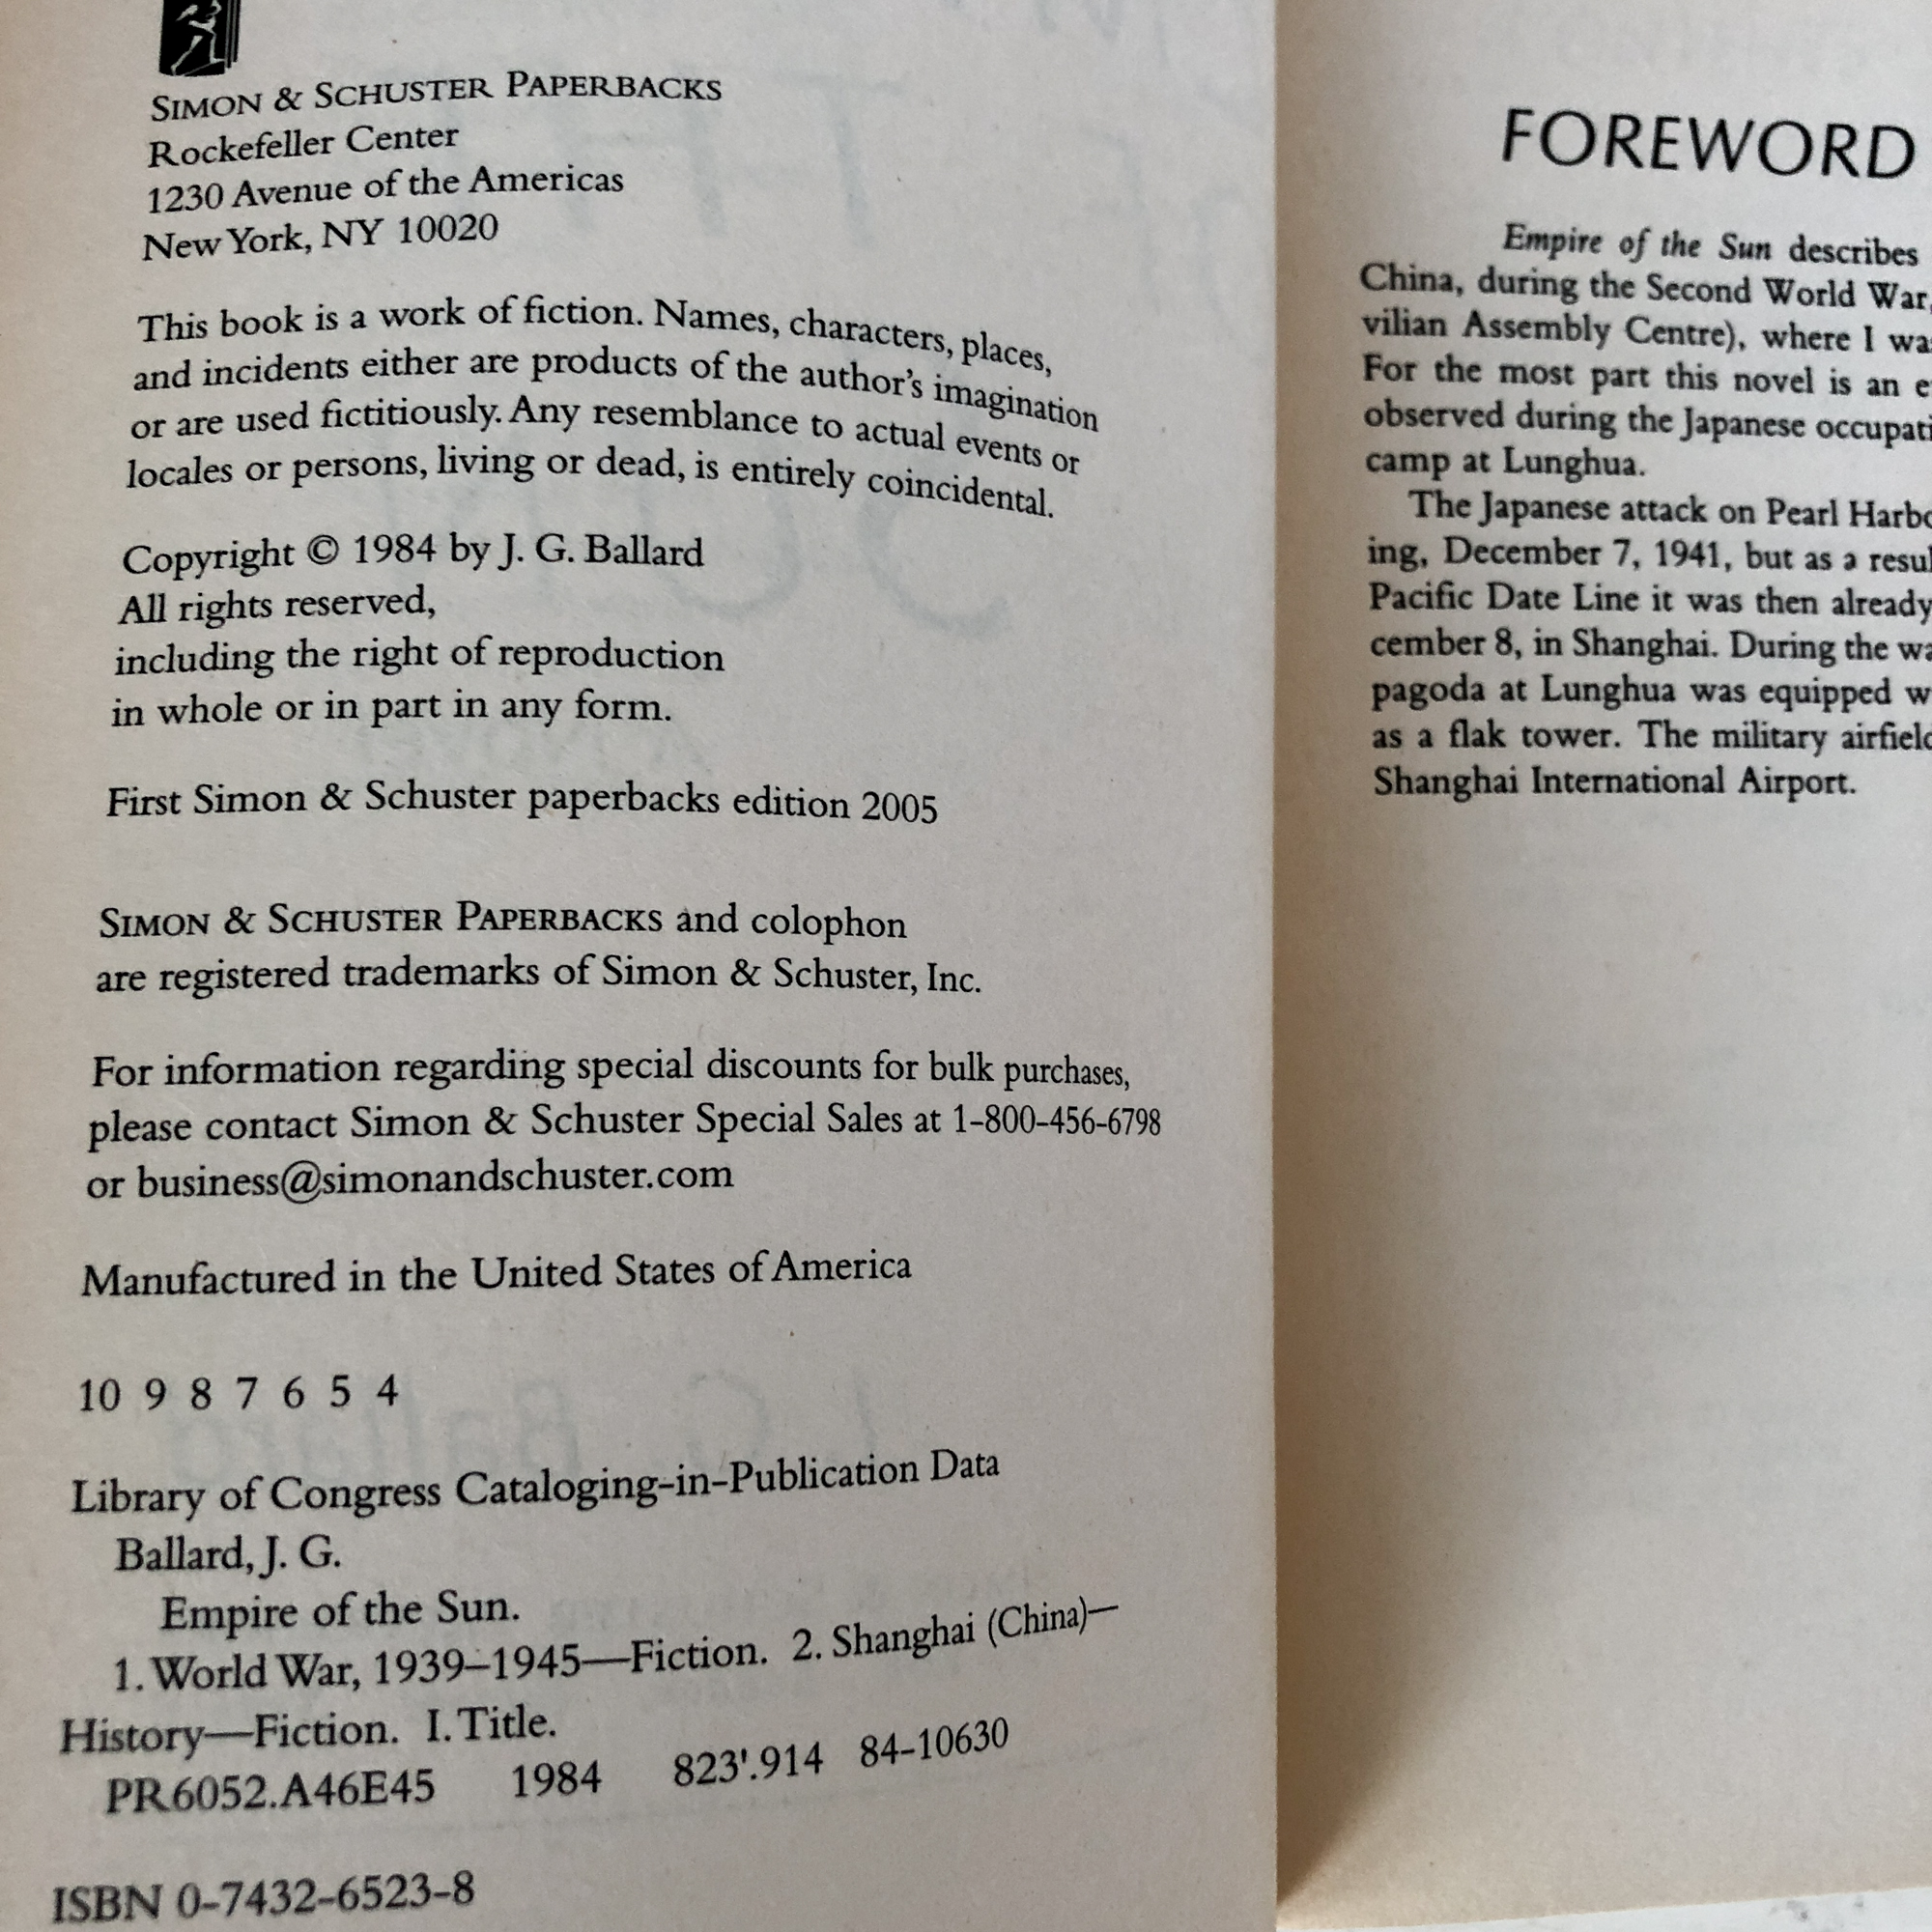 SIMON & SCHUSTER PAPERBACKS
Rockefeller Center
1230 Avenue of the Americas
New York, NY 10020
This book is a work of fiction. Names, characters, places,
and incidents either are products of the author's imagination
or are used fictitiously. Any resemblance to actual events or
locales or persons, living or dead, is entirely coincidental.
Copyright © 1984 by J. G. Ballard
All rights reserved,
including the right of reproduction
in whole or in part in any form.
First Simon & Schuster paperbacks edition 2005
SIMON & SCHUSTER PAPERBACKS and colophon
are registered trademarks of Simon & Schuster, Inc.
For information regarding special discounts for bulk purchases,
please contact Simon & Schuster Special Sales at 1-800-456-6798
or business@simonandschuster.com
Manufactured in the United States of America
10 9 8 7 6 5 4
Library of Congress Cataloging-in-Publication Data
Ballard, J. G.
Empire of the Sun.
1. World War, 1939–1945—Fiction. 2. Shanghai (China)—
History—Fiction. I. Title.
PR6052.A46E45 1984 823'.914 84-10630
ISBN 0-7432-6523-8
FOREWORD
Empire of the Sun describes
China, during the Second World War,
vilian Assembly Centre), where I
For the most part this novel is an
observed during the Japanese
camp at Lunghua.
The Japanese attack on Pearl
ing, December 7, 1941, but as a
Pacific Date Line it was then already
cember 8, in Shanghai. During the
pagoda at Lunghua was equipped
as a flak tower. The military
Shanghai International Airport.